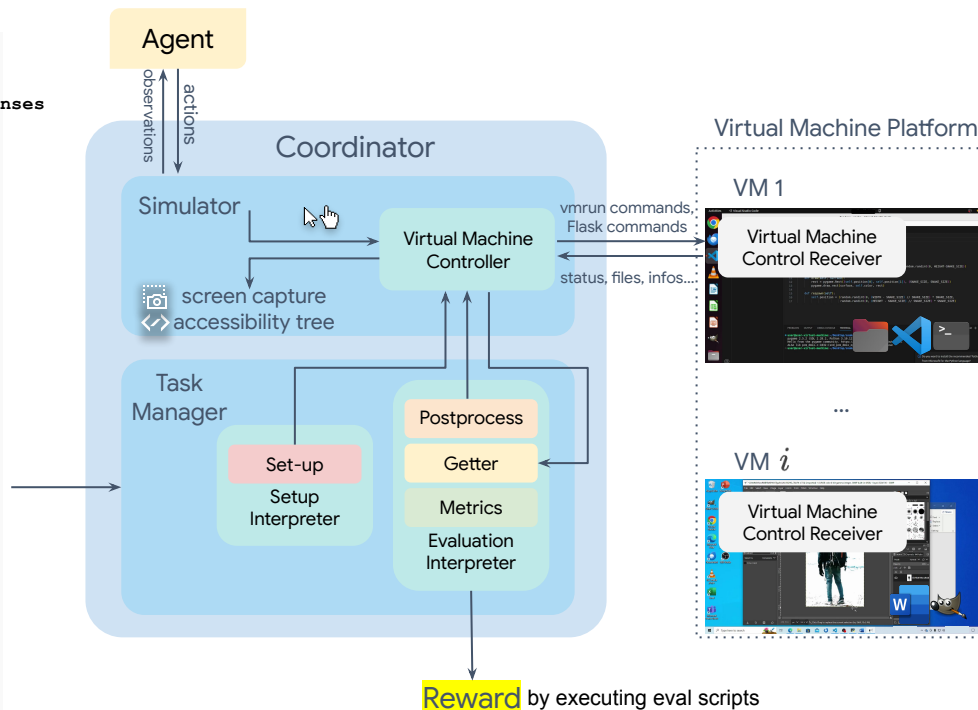 Agent
nses
observations
actions
Coordinator
Virtual Machine Platform
Simulator
VM 1
vmrun commands,
Flask commands
Virtual Machine
Controller
Virtual Machine
Control Receiver
status, files, infos...
screen capture
accessibility tree
Task
Manager
Postprocess
...
Set-up
Getter
VM i
Setup
Interpreter
Metrics
Virtual Machine
Control Receiver
Evaluation
Interpreter
W
Reward by executing eval scripts